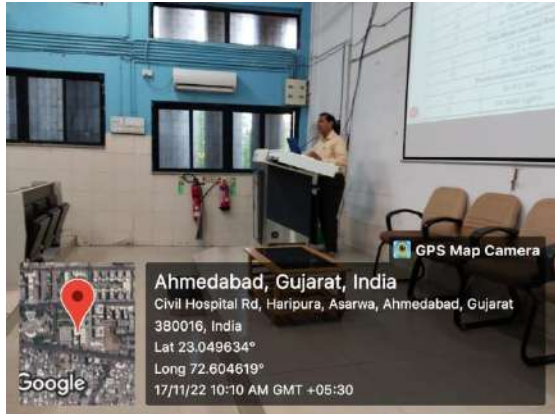 GPS Map Camera
Ahmedabad, Gujarat, India
Civil Hospital Rd, Haripura, Asarwa, Ahmedabad, Gujarat
380016, India
Lat 23.049634°
Long 72.604619°
17/11/22 10:10 AM GMT +05:30
Google